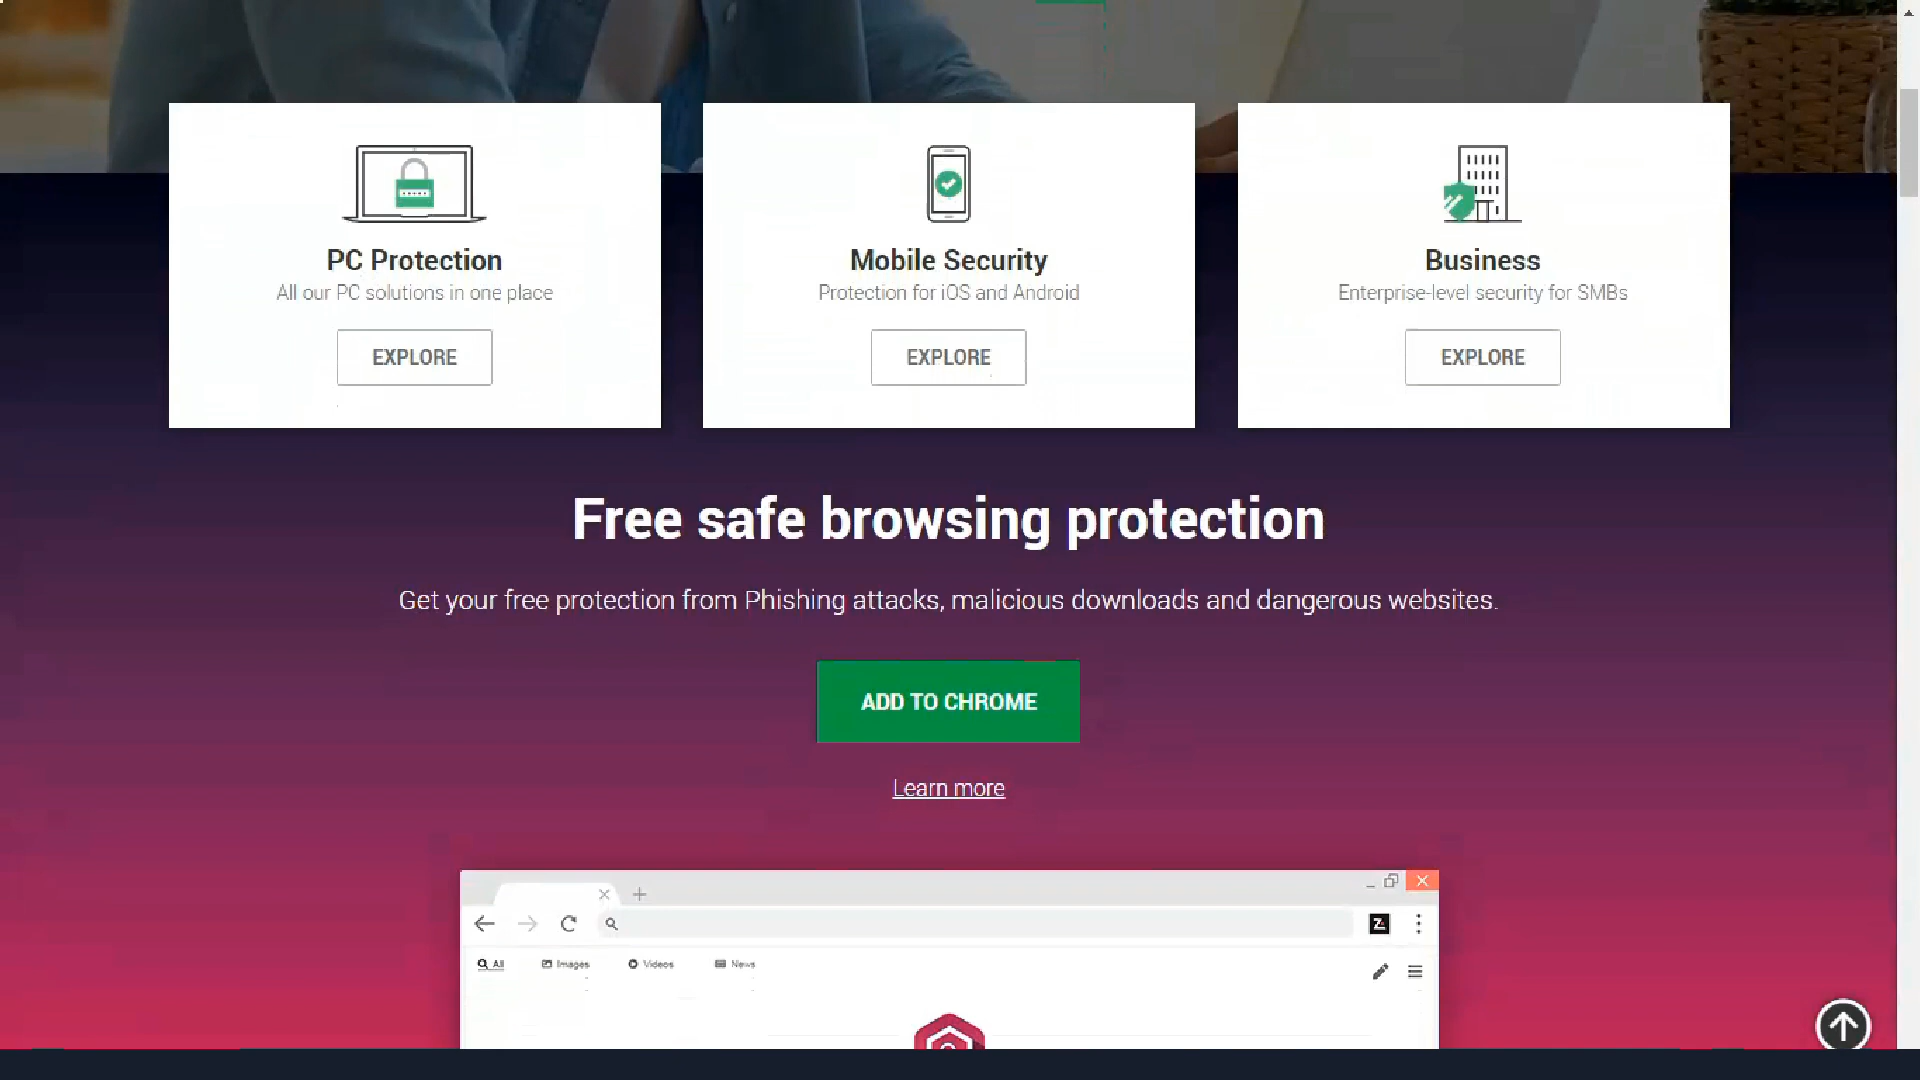 PC Protection
All our PC solutions in one place
EXPLORE
Mobile Security
Protection for iOS and Android
EXPLORE
Business
Enterprise-level security for SMBs
EXPLORE
Free safe browsing protection
Get your free protection from Phishing attacks, malicious downloads and dangerous websites.
ADD TO CHROME
Learn more
All Images Videos News